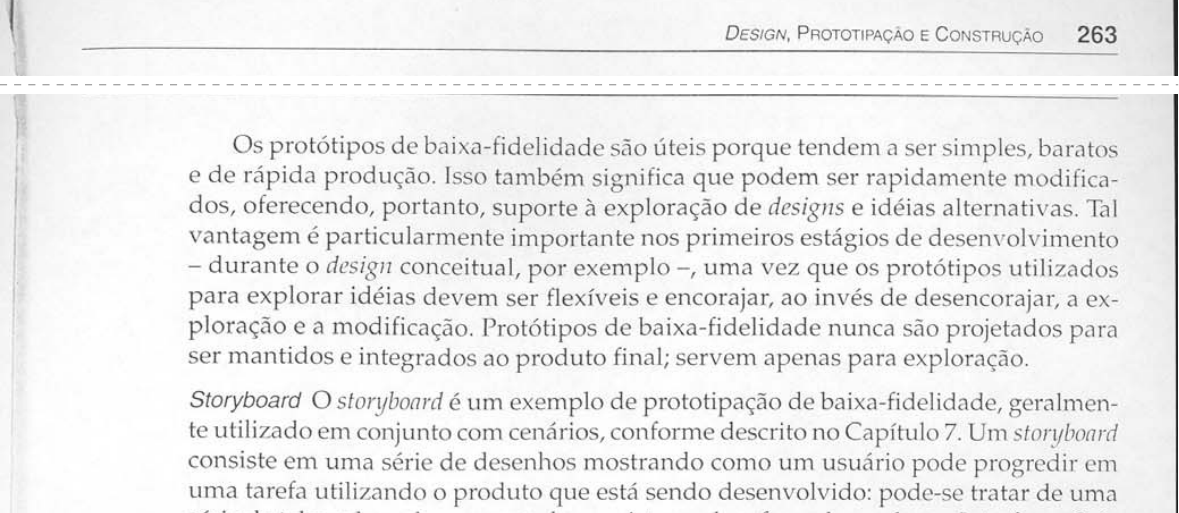 DESIGN, PROTOTIPAÇÃO E CONSTRUÇÃO 263
Os protótipos de baixa-fidelidade são úteis porque tendem a ser simples, baratos
e de rápida produção. Isso também significa que podem ser rapidamente modifica-
dos, oferecendo, portanto, suporte à exploração de designs e idéias alternativas. Tal
vantagem é particularmente importante nos primeiros estágios de desenvolvimento
– durante o design conceitual, por exemplo –, uma vez que os protótipos utilizados
para explorar idéias devem ser flexíveis e encorajar, ao invés de desencorajar, a ex-
ploração e a modificação. Protótipos de baixa-fidelidade nunca são projetados para
ser mantidos e integrados ao produto final; servem apenas para exploração.
Storyboard O storyboard é um exemplo de prototipação de baixa-fidelidade, geralmen-
te utilizado em conjunto com cenários, conforme descrito no Capítulo 7. Um storyboard
consiste em uma série de desenhos mostrando como um usuário pode progredir em
uma tarefa utilizando o produto que está sendo desenvolvido: pode-se tratar de uma